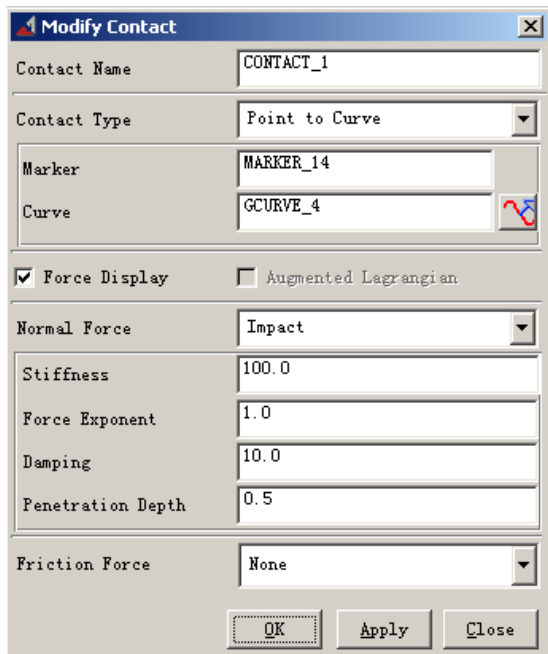 Modify Contact
Contact Name CONTACT_1
Contact Type Point to Curve
Marker MARKER_14
Curve GCURVE_4
Force Display Augmented Lagrangian
Normal Force Impact
Stiffness 100.0
Force Exponent 1.0
Damping 10.0
Penetration Depth 0.5
Friction Force None
OK Apply Close